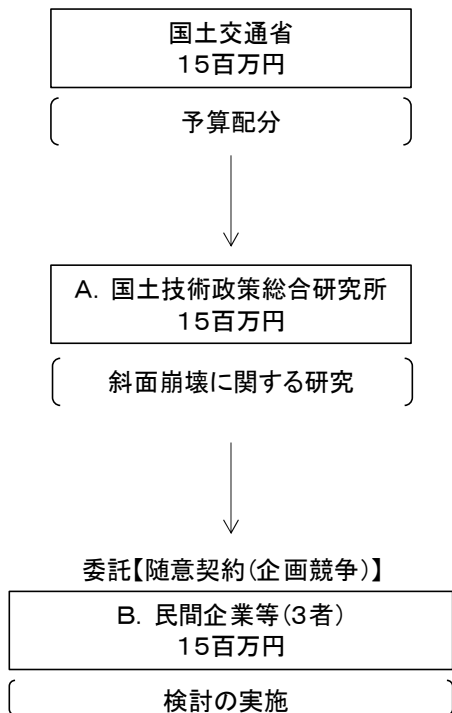 国土交通省
１５百万円
予算配分
A．国土技術政策総合研究所
１５百万円
斜面崩壊に関する研究
委託【随意契約（企画競争）】
B．民間企業等（３者）
１５百万円
検討の実施